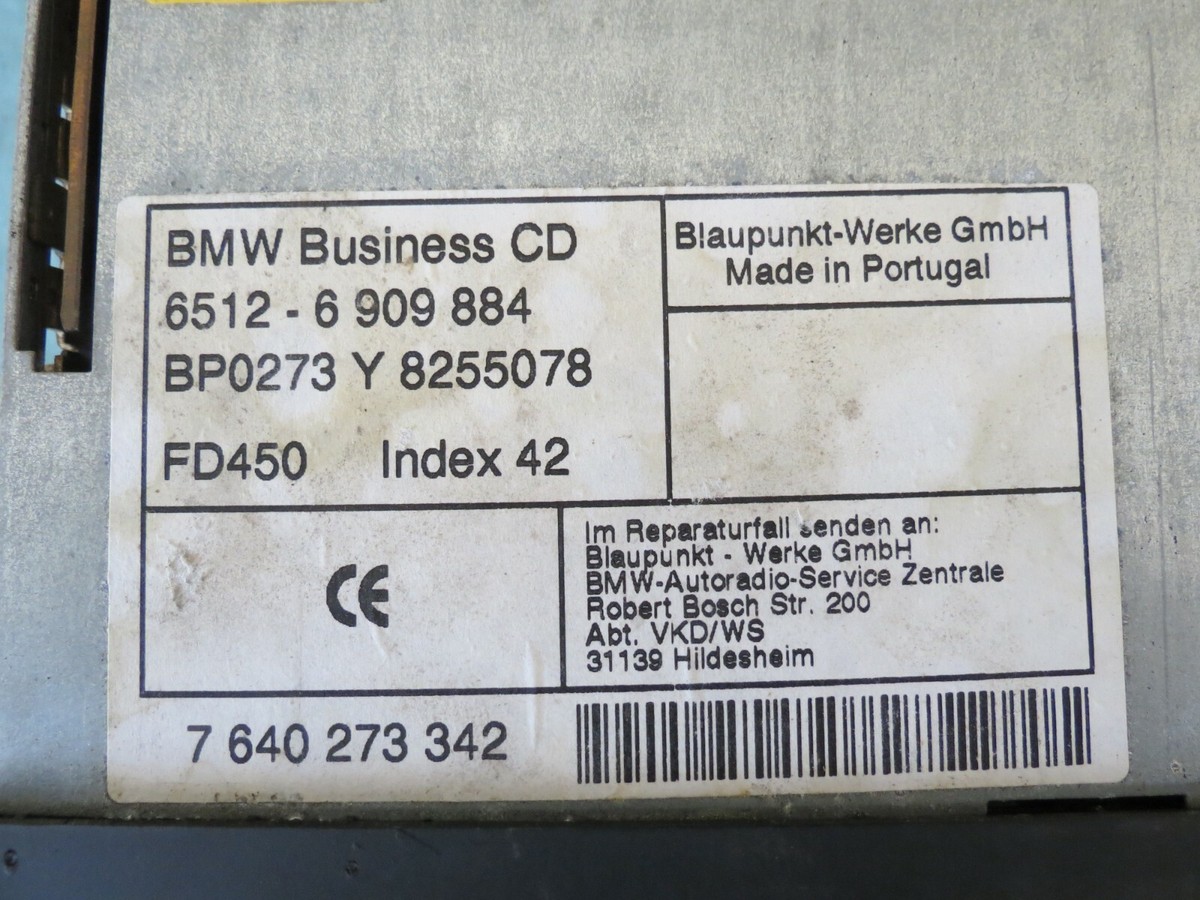 BMW Business CD
6512 - 6 909 884
BP0273 Y 8255078
FD450 Index 42
Blaupunkt-Werke GmbH
Made in Portugal
CE
Im Reparaturfall senden an:
Blaupunkt - Werke GmbH
BMW-Autoradio-Service Zentrale
Robert Bosch Str. 200
Abt. VKD/WS
31139 Hildesheim
7 640 273 342